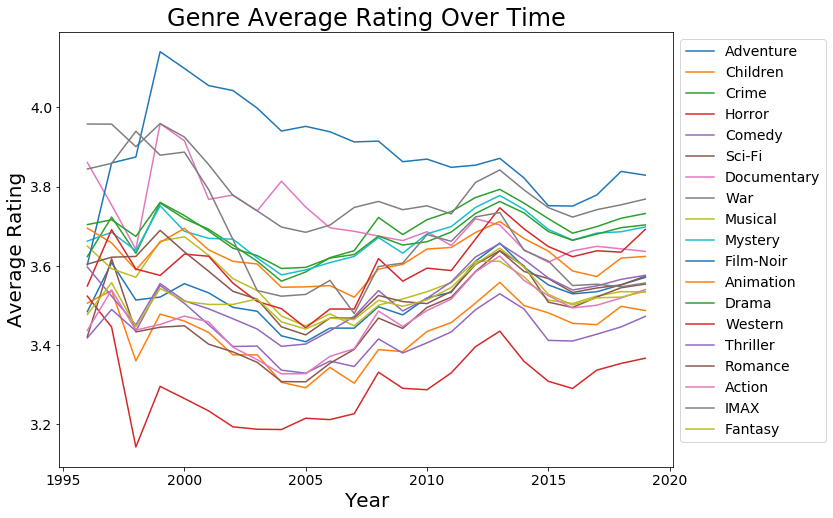 Genre Average Rating Over Time
Average Rating
4.0
3.8
3.6
3.4
3.2
1995
2000
2005
2010
2015
2020
Year
Adventure
Children
Crime
Horror
Comedy
Sci-Fi
Documentary
War
Musical
Mystery
Film-Noir
Animation
Drama
Western
Thriller
Romance
Action
IMAX
Fantasy